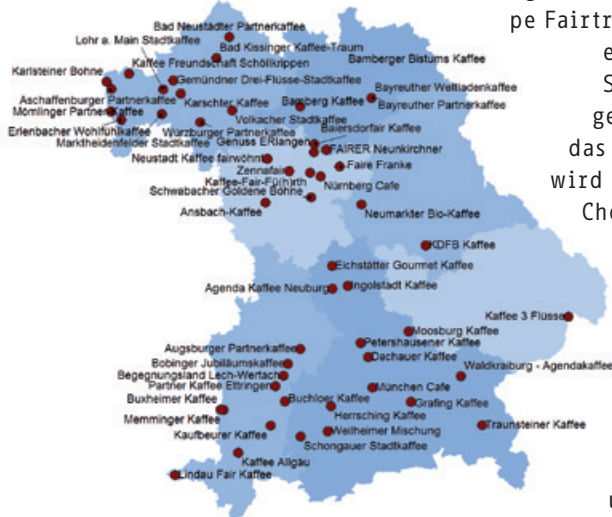 pe Fairtr
e
S
ge
das
wird
Che
u
Bad Neustädter Partnerkaffee
Lohr a. Main Stadtkaffee
Bad Kissinger Kaffee-Traum
Kaffee Freundschaft Schöllkrippen
Bamberger Bistums Kaffee
Karlsteiner Bohne
Gemündner Drei-Flüsse-Stadtkaffee
Bayreuther Weltladenkaffee
Aschaffenburger Partnerkaffee
Karschter Kaffee
Bamberg Kaffee
Bayreuther Partnerkaffee
Mömlinger Partner-Kaffee
Volkacher Stadtkaffee
Erlenbacher Wohlfühlkaffee
Würzburger Partnerkaffee
Baiersdorfair Kaffee
Marktheidenfelder Stadtkaffee
Genuss ERlangen
FAIRER Neunkirchner
Neustadt Kaffee fairwöhnt
Faire Franke
Zennafair
Kaffee-Fair-Fü(h)rth
Nürnberg Cafe
Schwabacher Goldene Bohne
Ansbach-Kaffee
Neumarkter Bio-Kaffee
KDFB Kaffee
Eichstätter Gourmet Kaffee
Agenda Kaffee Neuburg
Ingolstadt Kaffee
Kaffee 3 Flüsse
Moosburg Kaffee
Augsburger Partnerkaffee
Petershausener Kaffee
Bobinger Jubiläumskaffee
Dachauer Kaffee
Waldkraiburg - Agendakaffee
Begegnungsland Lech-Wertach
Partner Kaffee Ettringen
München Cafe
Buxheimer Kaffee
Buchloer Kaffee
Grafing Kaffee
Memminger Kaffee
Herrsching Kaffee
Kaufbeurer Kaffee
Weilheimer Mischung
Traunsteiner Kaffee
Schongauer Stadtkaffee
Kaffee Allgäu
Lindau Fair Kaffee